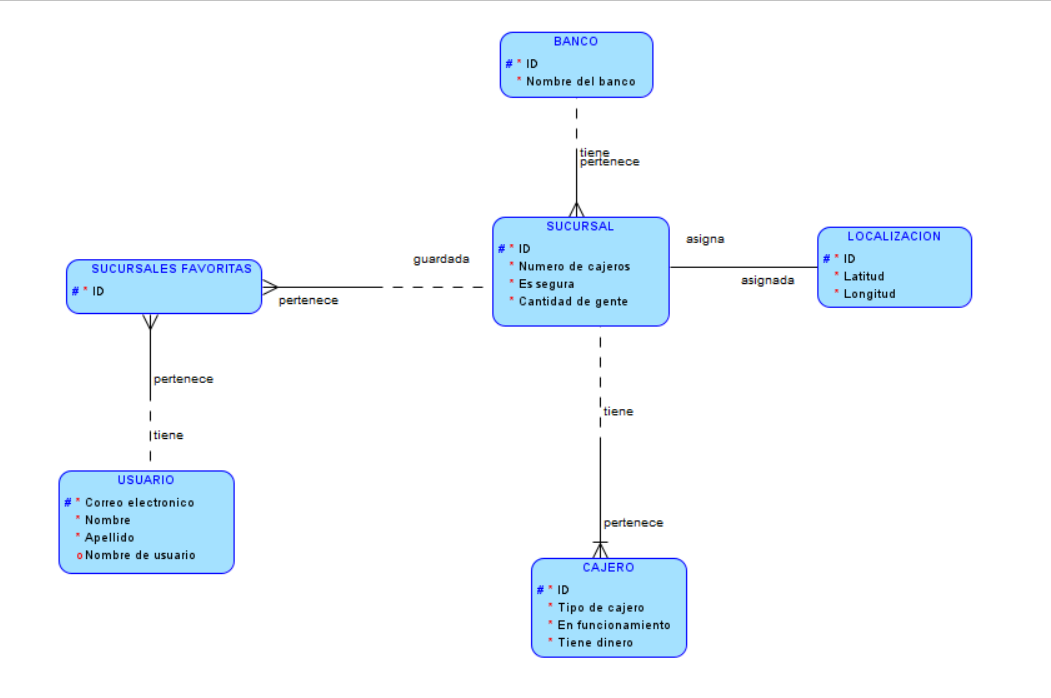 BANCO
# * ID
* Nombre del banco
tiene
pertenece
SUCURSAL
# * ID
* Numero de cajeros
* Es segura
* Cantidad de gente
asigna
asignada
LOCALIZACION
# * ID
* Latitud
* Longitud
guardada
pertenece
SUCURSALES FAVORITAS
# * ID
pertenece
tiene
USUARIO
# * Correo electronico
* Nombre
* Apellido
o Nombre de usuario
tiene
pertenece
CAJERO
# * ID
* Tipo de cajero
* En funcionamiento
* Tiene dinero